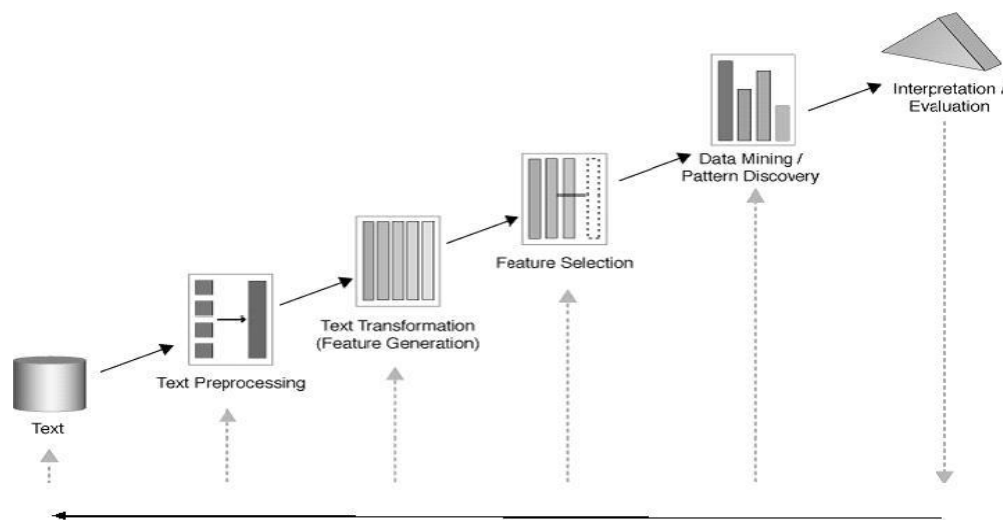 Text
Text Preprocessing
Text Transformation
(Feature Generation)
Feature Selection
Data Mining /
Pattern Discovery
Interpretation /
Evaluation